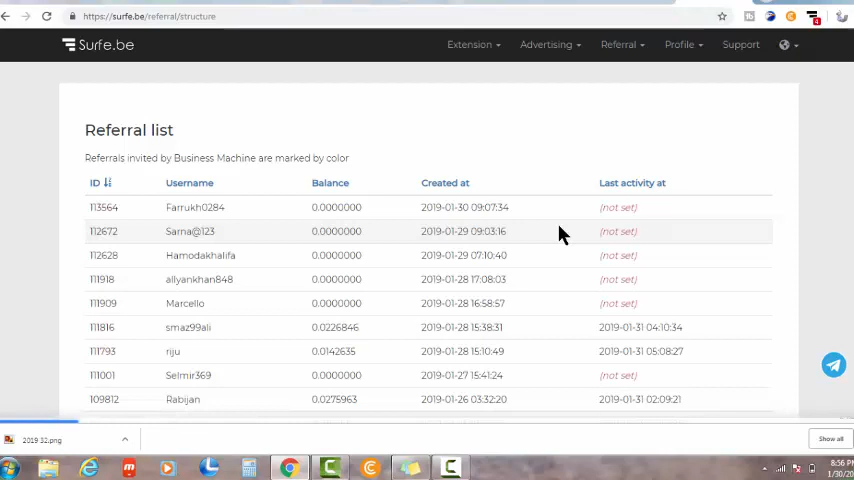 https://surfe.be/referral/structure
4
Surfe.be Extension Advertising Referral Profile Support
Referral list
Referrals invited by Business Machine are marked by color
ID Username Balance Created at Last activity at
113564 Farrukh0284 0.0000000 2019-01-30 09:07:34 (not set)
112672 Sarna@123 0.0000000 2019-01-29 09:03:16 (not set)
112628 Hamodakhalifa 0.0000000 2019-01-29 07:10:40 (not set)
111918 allyankhan848 0.0000000 2019-01-28 17:08:03 (not set)
111909 Marcello 0.0000000 2019-01-28 16:58:57 (not set)
111816 smaz99ali 0.0226846 2019-01-28 15:38:31 2019-01-31 04:10:34
111793 riju 0.0142635 2019-01-28 15:10:49 2019-01-31 05:08:27
111001 Selmir369 0.0000000 2019-01-27 15:41:24 (not set)
109812 Rabijan 0.0275963 2019-01-26 03:32:20 2019-01-31 02:09:21
2019 32.png Show all
8:56 PM